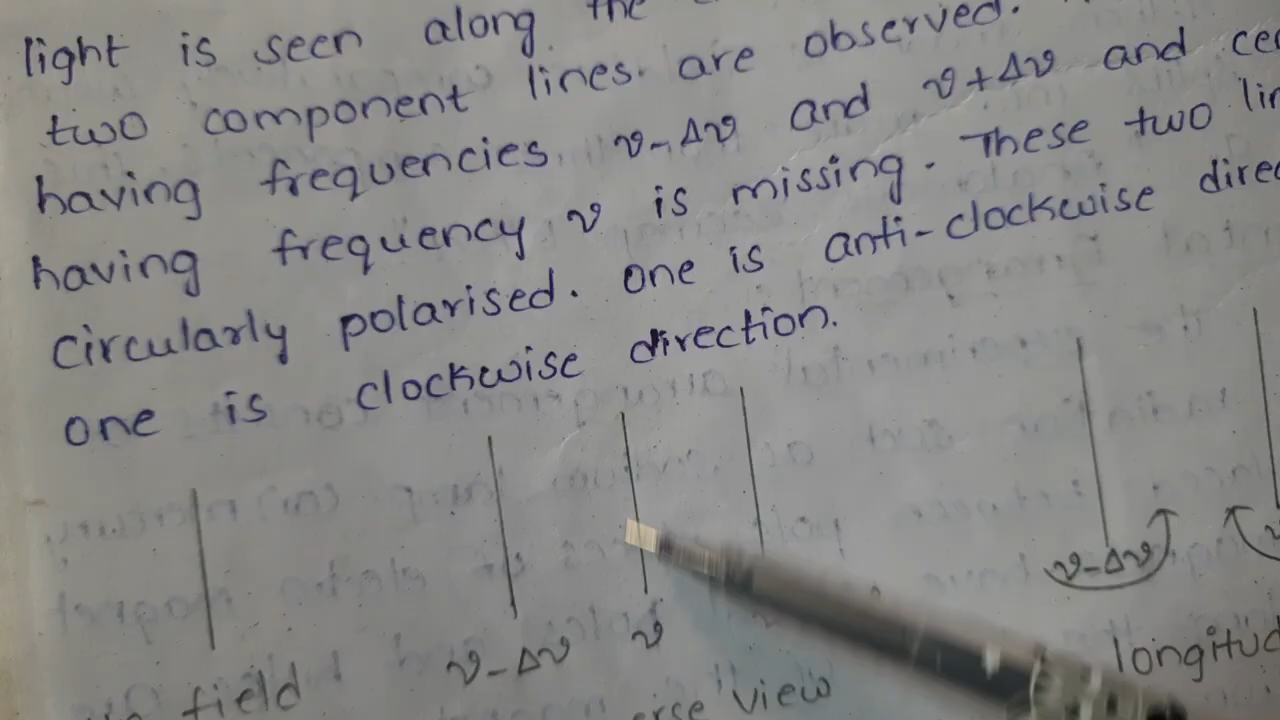 light is seen along the
two component lines are observed.
having frequencies ν-Δν and ν+Δν and
having frequency ν is missing. These two
circularly polarised. one is anti-clockwise
one is clockwise direction.
ν-Δν ν ν-Δν
field view